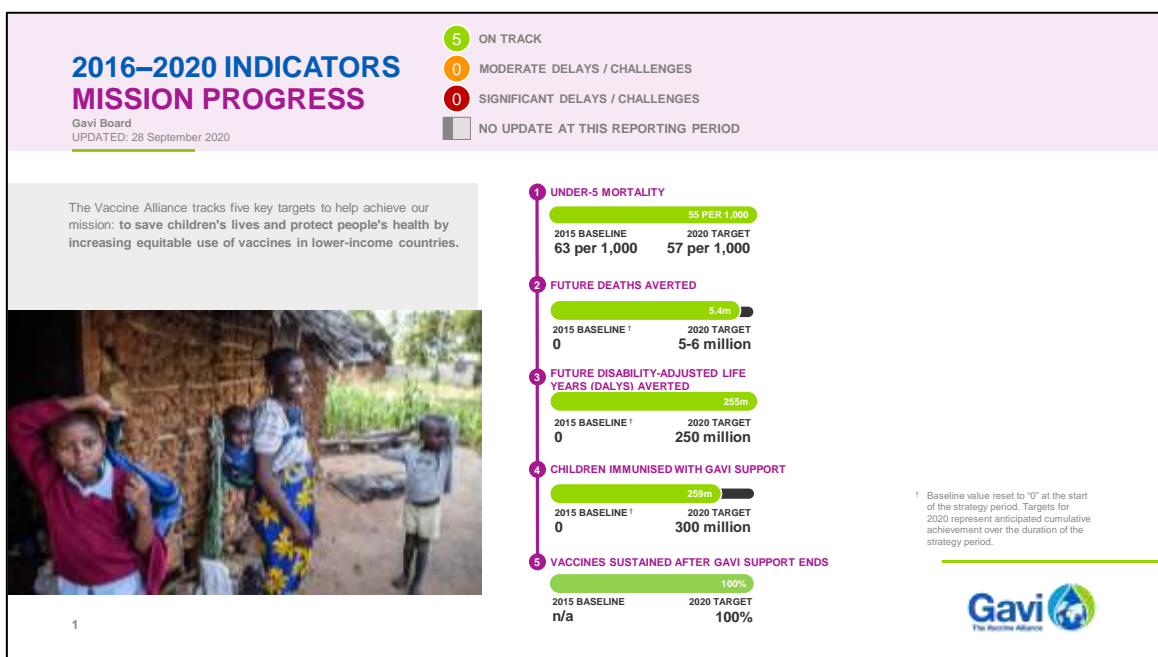 2016–2020 INDICATORS
MISSION PROGRESS
Gavi Board
UPDATED: 28 September 2020
5 ON TRACK
0 MODERATE DELAYS / CHALLENGES
0 SIGNIFICANT DELAYS / CHALLENGES
NO UPDATE AT THIS REPORTING PERIOD
The Vaccine Alliance tracks five key targets to help achieve our
mission: to save children's lives and protect people's health by
increasing equitable use of vaccines in lower-income countries.
1 UNDER-5 MORTALITY
55 PER 1,000
2015 BASELINE 2020 TARGET
63 per 1,000 57 per 1,000
2 FUTURE DEATHS AVERTED
5.4m
2015 BASELINE † 2020 TARGET
0 5-6 million
3 FUTURE DISABILITY-ADJUSTED LIFE
YEARS (DALYS) AVERTED
255m
2015 BASELINE † 2020 TARGET
0 250 million
4 CHILDREN IMMUNISED WITH GAVI SUPPORT
259m
2015 BASELINE † 2020 TARGET
0 300 million
5 VACCINES SUSTAINED AFTER GAVI SUPPORT ENDS
100%
2015 BASELINE 2020 TARGET
n/a 100%
† Baseline value reset to “0” at the start
of the strategy period. Targets for
2020 represent anticipated cumulative
achievement over the duration of the
strategy period.
Gavi
The Vaccine Alliance
1